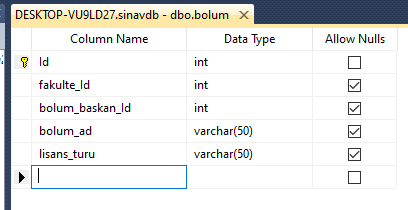 DESKTOP-VU9LD27.sinavdb - dbo.bolum
Column Name Data Type Allow Nulls
Id int
fakulte_Id int
bolum_baskan_Id int
bolum_ad varchar(50)
lisans_turu varchar(50)